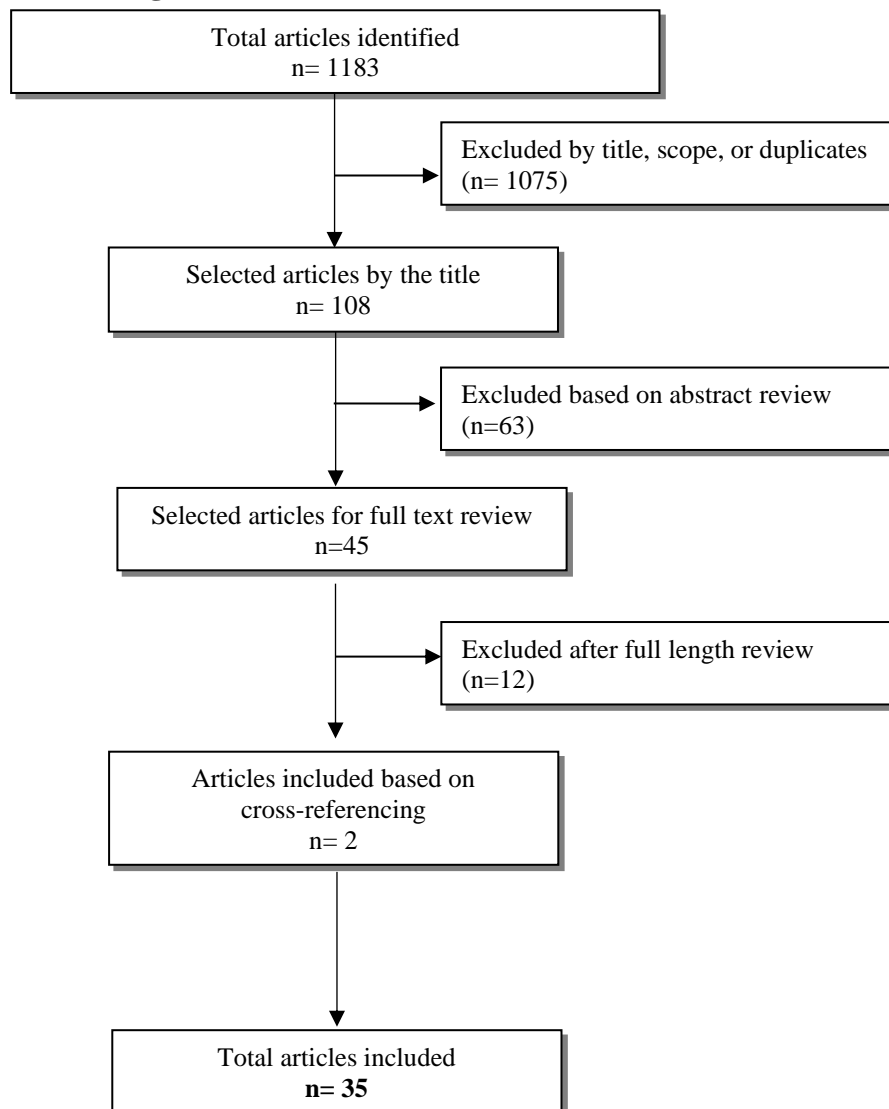 Total articles identified
n= 1183
Excluded by title, scope, or duplicates
(n= 1075)
Selected articles by the title
n= 108
Excluded based on abstract review
(n=63)
Selected articles for full text review
n=45
Excluded after full length review
(n=12)
Articles included based on
cross-referencing
n= 2
Total articles included
n= 35